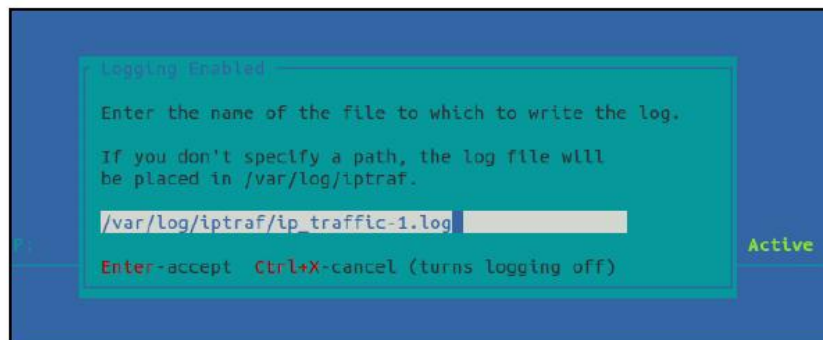 Logging Enabled
Enter the name of the file to which to write the log.
If you don't specify a path, the log file will
be placed in /var/log/iptraf.
/var/log/iptraf/ip_traffic-1.log
P: Active
Enter-accept Ctrl+X-cancel (turns logging off)